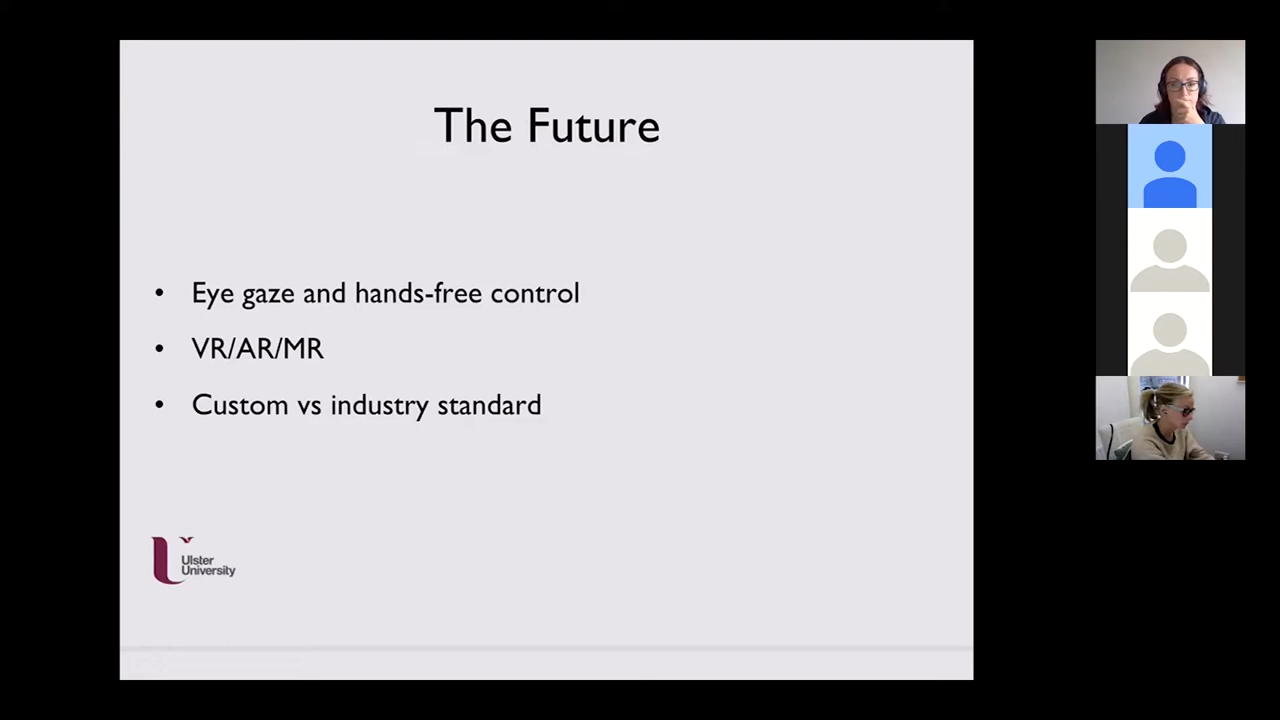 The Future
• Eye gaze and hands-free control
• VR/AR/MR
• Custom vs industry standard
Ulster
University